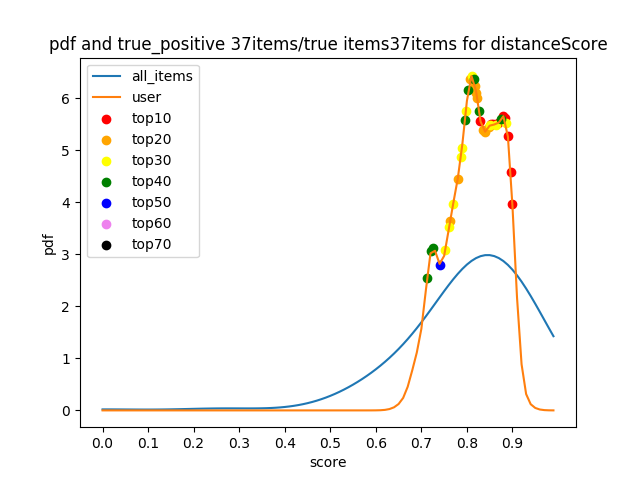 pdf and true_positive 37items/true items37items for distanceScore
all_items
user
top10
top20
top30
top40
top50
top60
top70
6
5
4
3
2
1
0
pdf
0.0 0.1 0.2 0.3 0.4 0.5 0.6 0.7 0.8 0.9
score